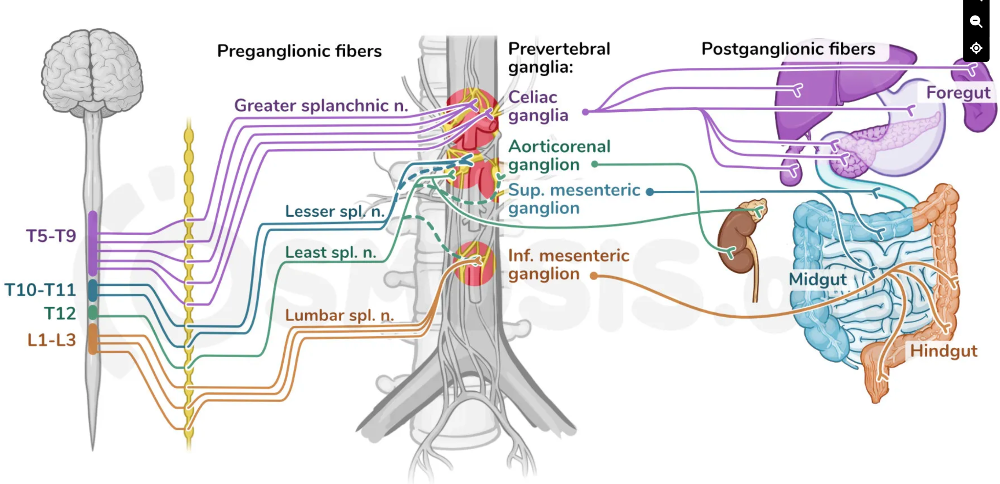 Preganglionic fibers
Prevertebral
ganglia:
Postganglionic fibers
Greater splanchnic n.
Celiac
ganglia
Foregut
Aorticorenal
ganglion
Sup. mesenteric
ganglion
Lesser spl. n.
T5-T9
Least spl. n.
Inf. mesenteric
ganglion
T10-T11
Midgut
T12
Lumbar spl. n.
L1-L3
Hindgut
OSMOSIS.o